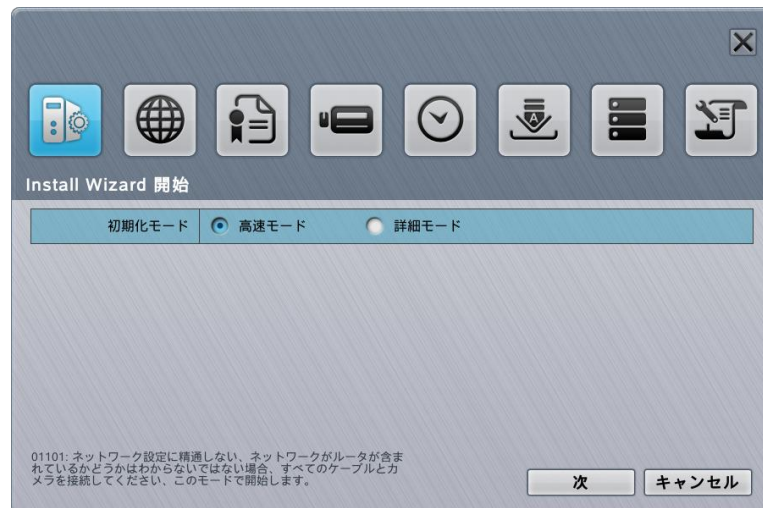 Install Wizard 開始
初期化モード 高速モード 詳細モード
01101: ネットワーク設定に精通しない、ネットワークがルータが含ま
れているかどうかはわからないではない場合、すべてのケーブルとカ
メラを接続してください、このモードで開始します。
次 キャンセル